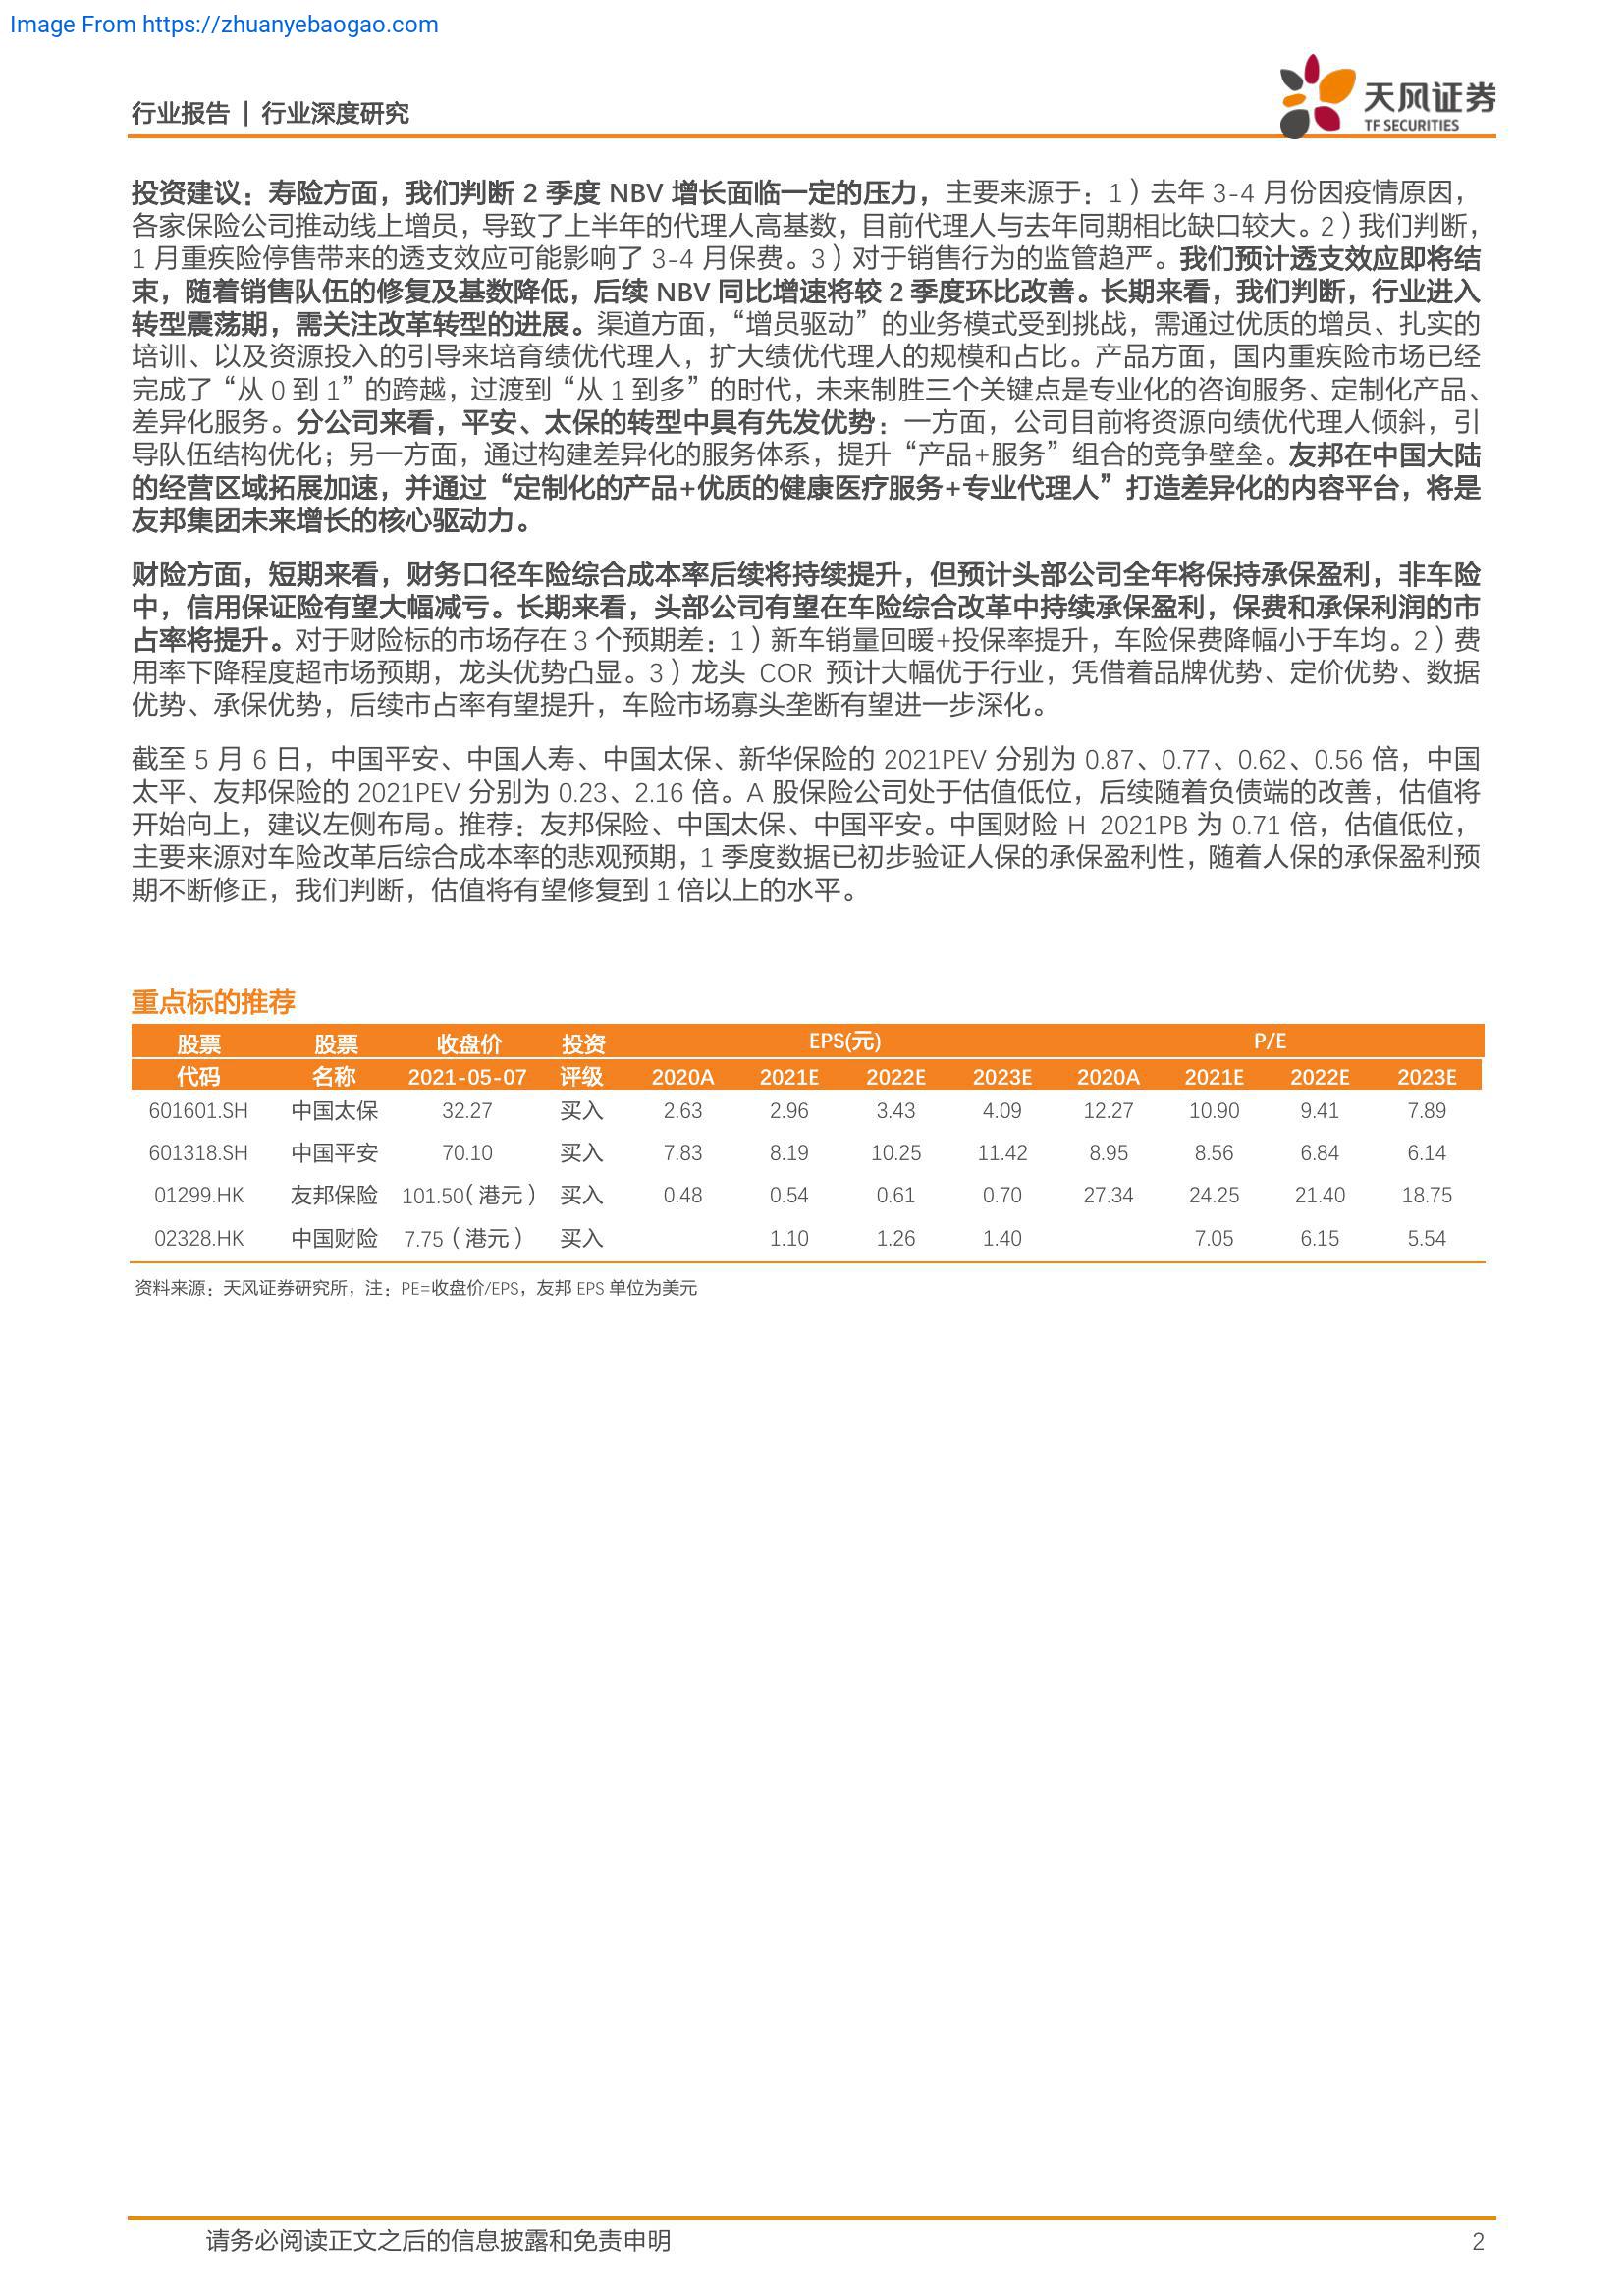 Image From https://zhuanyebaogao.com
行业报告 | 行业深度研究
天风证券
TF SECURITIES
投资建议：寿险方面，我们判断 2 季度 NBV 增长面临一定的压力，主要来源于：1）去年 3-4 月份因疫情原因，
各家保险公司推动线上增员，导致了上半年的代理人高基数，目前代理人与去年同期相比缺口较大。2）我们判断，
1 月重疾险停售带来的透支效应可能影响了 3-4 月保费。3）对于销售行为的监管趋严。我们预计透支效应即将结
束，随着销售队伍的修复及基数降低，后续 NBV 同比增速将较 2 季度环比改善。长期来看，我们判断，行业进入
转型震荡期，需关注改革转型的进展。渠道方面，“增员驱动”的业务模式受到挑战，需通过优质的增员、扎实的
培训、以及资源投入的引导来培育绩优代理人，扩大绩优代理人的规模和占比。产品方面，国内重疾险市场已经
完成了“从 0 到 1”的跨越，过渡到“从 1 到多”的时代，未来制胜三个关键点是专业化的咨询服务、定制化产品、
差异化服务。分公司来看，平安、太保的转型中具有先发优势：一方面，公司目前将资源向绩优代理人倾斜，引
导队伍结构优化；另一方面，通过构建差异化的服务体系，提升“产品+服务”组合的竞争壁垒。友邦在中国大陆
的经营区域拓展加速，并通过“定制化的产品+优质的健康医疗服务+专业代理人”打造差异化的内容平台，将是
友邦集团未来增长的核心驱动力。
财险方面，短期来看，财务口径车险综合成本率后续将持续提升，但预计头部公司全年将保持承保盈利，非车险
中，信用保证险有望大幅减亏。长期来看，头部公司有望在车险综合改革中持续承保盈利，保费和承保利润的市
占率将提升。对于财险标的市场存在 3 个预期差：1）新车销量回暖+投保率提升，车险保费降幅小于车均。2）费
用率下降程度超市场预期，龙头优势凸显。3）龙头 COR 预计大幅优于行业，凭借着品牌优势、定价优势、数据
优势、承保优势，后续市占率有望提升，车险市场寡头垄断有望进一步深化。
截至 5 月 6 日，中国平安、中国人寿、中国太保、新华保险的 2021PEV 分别为 0.87、0.77、0.62、0.56 倍，中国
太平、友邦保险的 2021PEV 分别为 0.23、2.16 倍。A 股保险公司处于估值低位，后续随着负债端的改善，估值将
开始向上，建议左侧布局。推荐：友邦保险、中国太保、中国平安。中国财险 H 2021PB 为 0.71 倍，估值低位，
主要来源对车险改革后综合成本率的悲观预期，1 季度数据已初步验证人保的承保盈利性，随着人保的承保盈利预
期不断修正，我们判断，估值将有望修复到 1 倍以上的水平。
重点标的推荐
股票 股票 收盘价 投资 EPS(元) P/E
代码 名称 2021-05-07 评级 2020A 2021E 2022E 2023E 2020A 2021E 2022E 2023E
601601.SH 中国太保 32.27 买入 2.63 2.96 3.43 4.09 12.27 10.90 9.41 7.89
601318.SH 中国平安 70.10 买入 7.83 8.19 10.25 11.42 8.95 8.56 6.84 6.14
01299.HK 友邦保险 101.50（港元） 买入 0.48 0.54 0.61 0.70 27.34 24.25 21.40 18.75
02328.HK 中国财险 7.75（港元） 买入 1.10 1.26 1.40 7.05 6.15 5.54
资料来源：天风证券研究所，注：PE=收盘价/EPS，友邦 EPS 单位为美元
请务必阅读正文之后的信息披露和免责申明 2